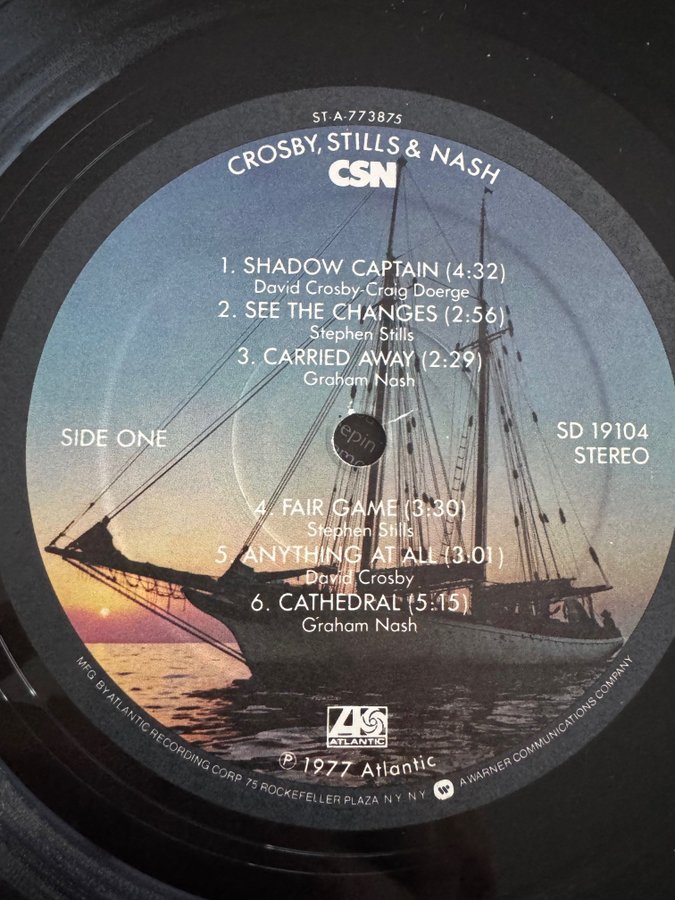 ST-A-773875
CROSBY, STILLS & NASH
CSN
1. SHADOW CAPTAIN (4:32)
David Crosby-Craig Doerge
2. SEE THE CHANGES (2:56)
Stephen Stills
3. CARRIED AWAY (2:29)
Graham Nash
SIDE ONE
SD 19104
STEREO
epin
4. FAIR GAME (3:30)
Stephen Stills
5 ANYTHING AT ALL (3:01)
David Crosby
6. CATHEDRAL (5:15)
Graham Nash
ATLANTIC
℗ 1977 Atlantic
MFG BY ATLANTIC RECORDING CORP 75 ROCKEFELLER PLAZA N Y N Y A WARNER COMMUNICATIONS COMPANY